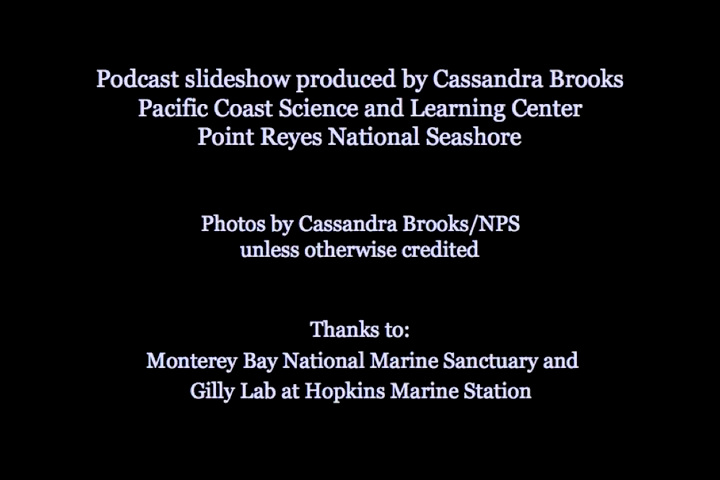 Podcast slideshow produced by Cassandra Brooks
Pacific Coast Science and Learning Center
Point Reyes National Seashore
Photos by Cassandra Brooks/NPS
unless otherwise credited
Thanks to:
Monterey Bay National Marine Sanctuary and
Gilly Lab at Hopkins Marine Station